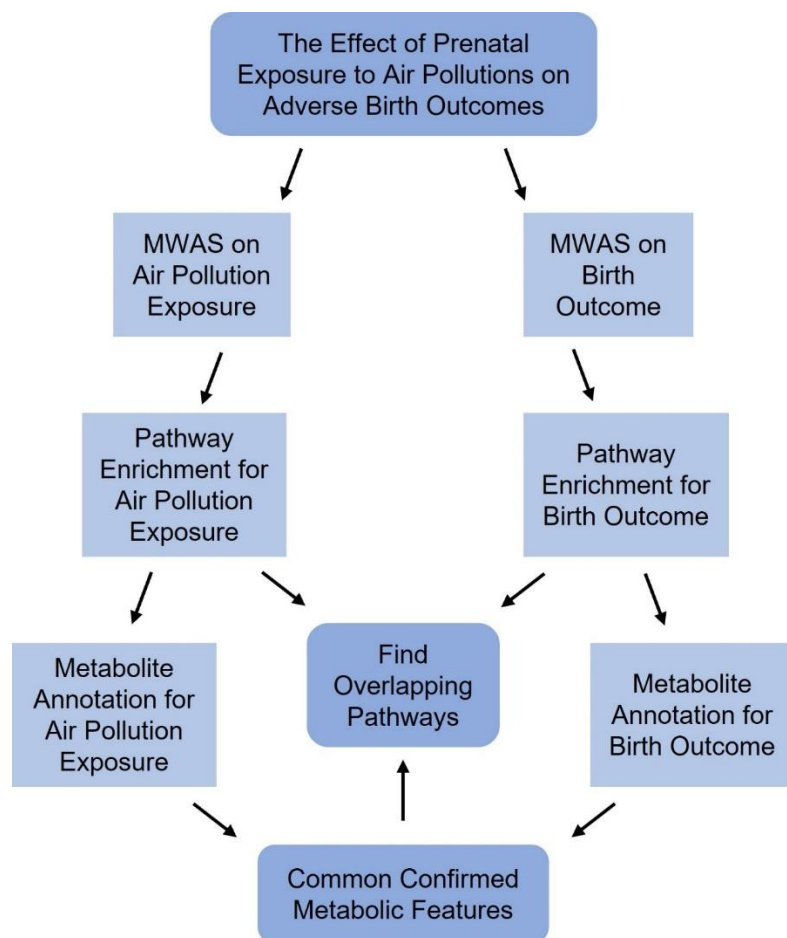 The Effect of Prenatal
Exposure to Air Pollutions on
Adverse Birth Outcomes
MWAS on
Air Pollution
Exposure
MWAS on
Birth
Outcome
Pathway
Enrichment for
Air Pollution
Exposure
Pathway
Enrichment for
Birth Outcome
Metabolite
Annotation for
Air Pollution
Exposure
Find
Overlapping
Pathways
Metabolite
Annotation for
Birth Outcome
Common Confirmed
Metabolic Features